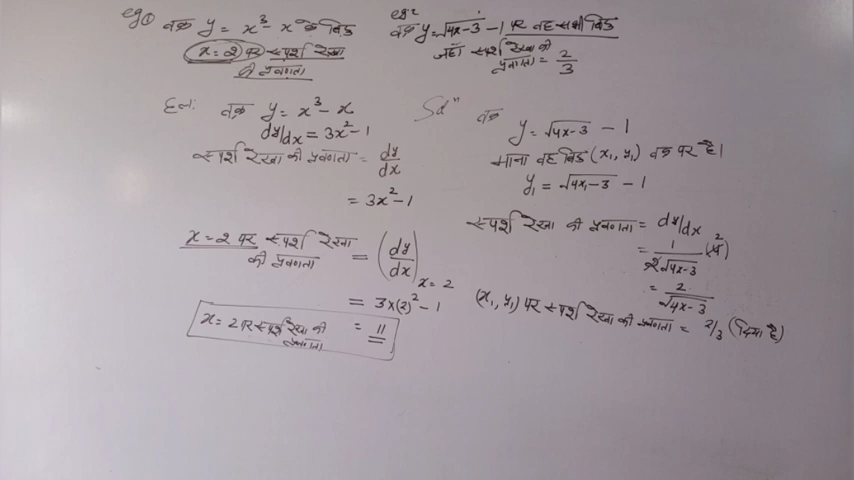 eg① वक्र y = x³ - x के बिंदु
x = 2 पर स्पर्श रेखा
की प्रवणता
हल: वक्र y = x³ - x
dy/dx = 3x² - 1
स्पर्श रेखा की प्रवणता = dy/dx
= 3x² - 1
x = 2 पर स्पर्श रेखा की प्रवणता = (dy/dx) x = 2
= 3×(2)² - 1
x = 2 पर स्पर्श रेखा की प्रवणता = 11
eg²
वक्र y = √4x-3 - 1 पर वह सभी बिंदु
जहाँ स्पर्श रेखा की प्रवणता = 2/3
Solⁿ वक्र
y = √4x-3 - 1
माना वह बिंदु (x₁, y₁) वक्र पर है।
y₁ = √4x₁-3 - 1
स्पर्श रेखा की प्रवणता = dy/dx
= 1/2√4x-3 (4) 2
= 2/√4x-3
(x₁, y₁) पर स्पर्श रेखा की प्रवणता = 2/3 (दिया है)